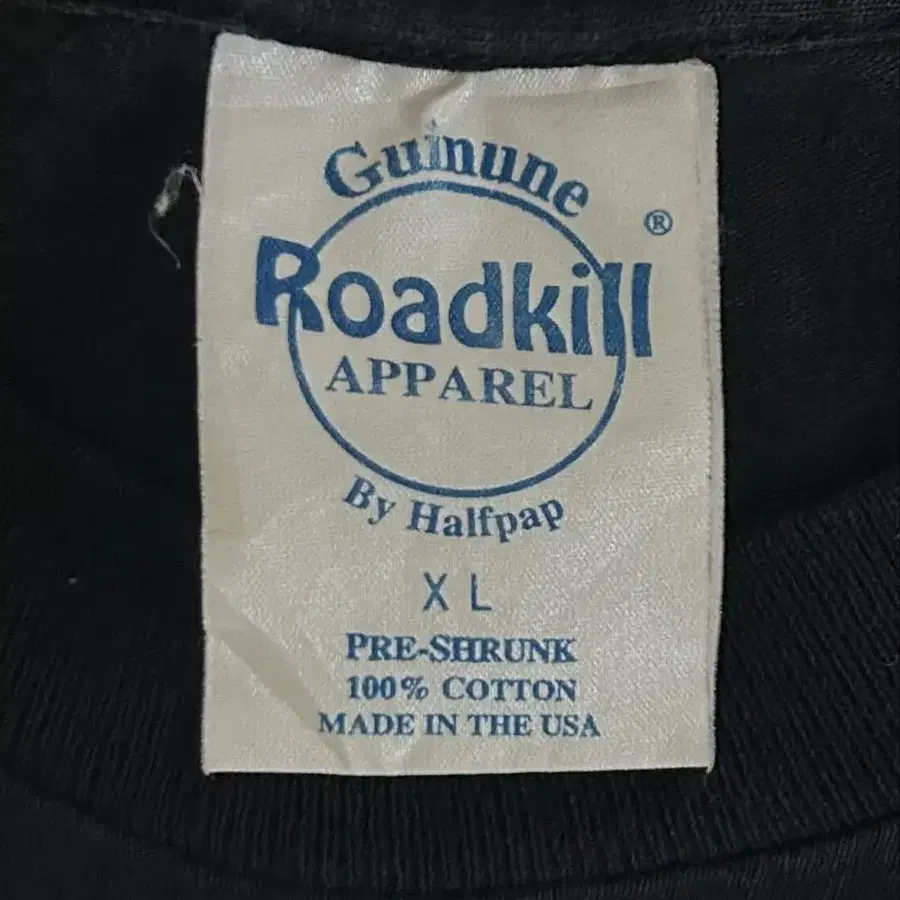 Guinune
Roadkill ®
APPAREL
By Halfpap
XL
PRE-SHRUNK
100% COTTON
MADE IN THE USA